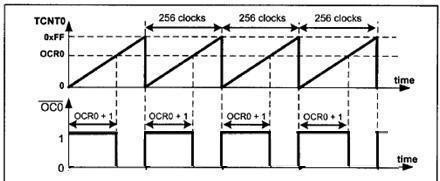 TCNT0
256 clocks 256 clocks 256 clocks
0xFF
OCR0
0
time
OC0
OCR0 + 1 OCR0 + 1 OCR0 + 1 OCR0 + 1
1
0
time